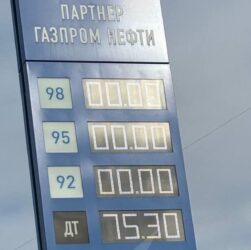 ПАРТНЕР
ГАЗПРОМ НЕФТИ
98 00.00
95 00.00
92 00.00
ДТ 75.30